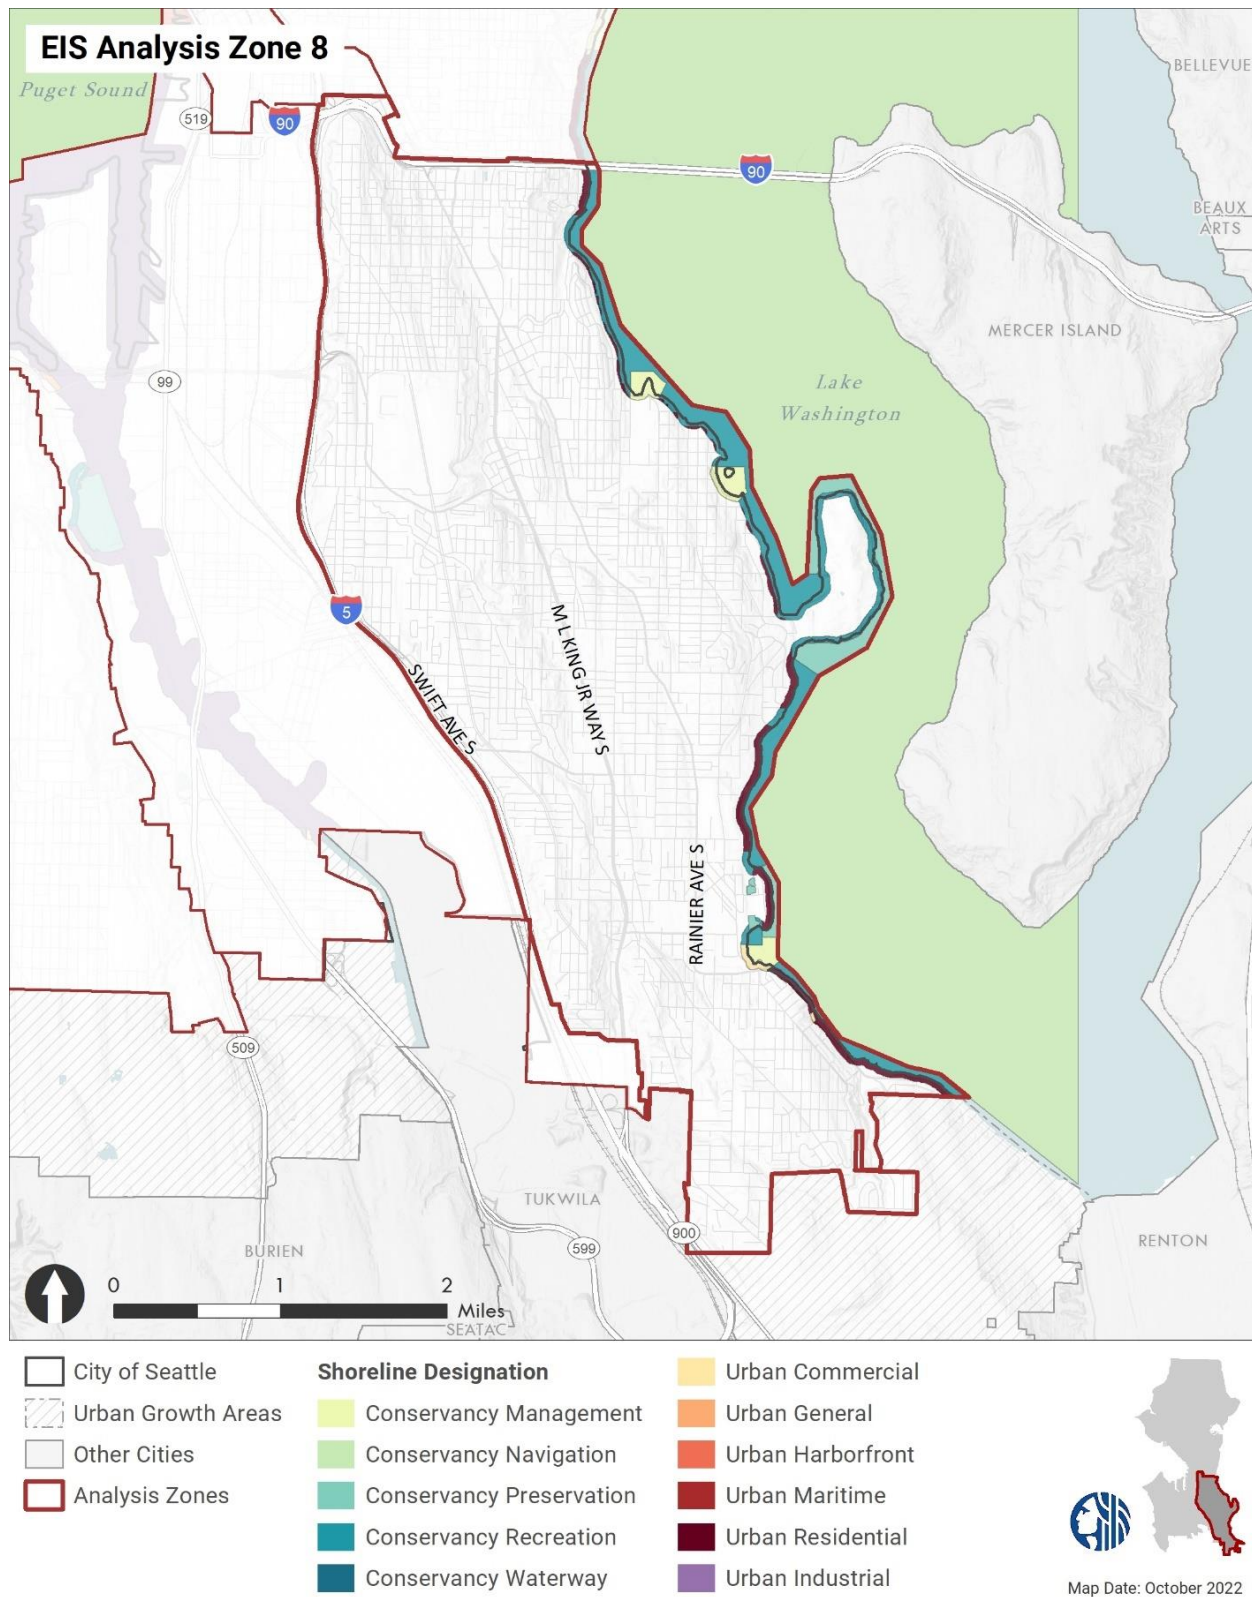 EIS Analysis Zone 8
Puget Sound
BELLEVUE
519
90
90
BEAUX
ARTS
MERCER ISLAND
99
Lake
Washington
5
M L KING JR WAY S
SWIFT AVE S
RAINIER AVE S
509
TUKWILA
900
599
BURIEN
RENTON
0
1
2
Miles
SEATAC
City of Seattle
Urban Growth Areas
Other Cities
Analysis Zones
Shoreline Designation
Conservancy Management
Conservancy Navigation
Conservancy Preservation
Conservancy Recreation
Conservancy Waterway
Urban Commercial
Urban General
Urban Harborfront
Urban Maritime
Urban Residential
Urban Industrial
Map Date: October 2022